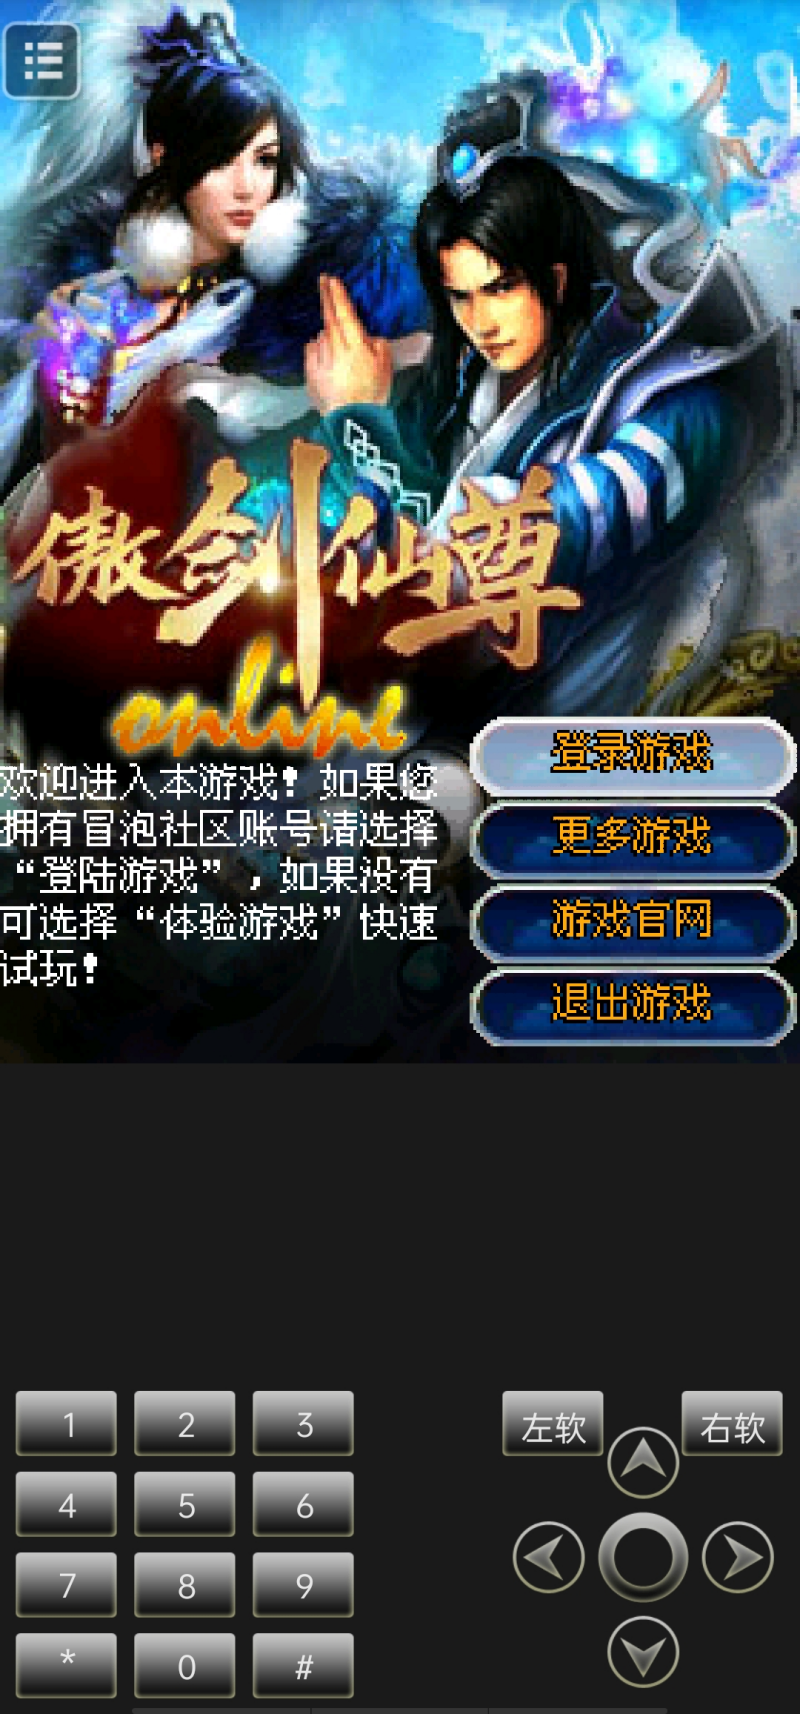 傲剑仙尊
online
欢迎进入本游戏！如果您
拥有冒泡社区账号请选择
“登陆游戏”，如果没有
可选择“体验游戏”快速
试玩！
登录游戏
更多游戏
游戏官网
退出游戏
1 2 3
左软 右软
4 5 6
7 8 9
* 0 #